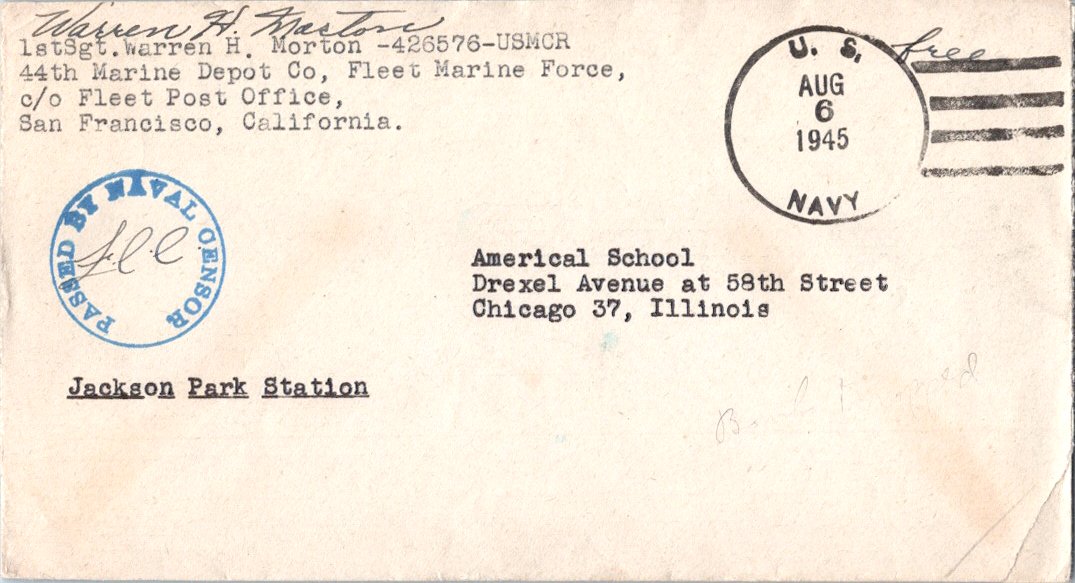 Warren H. Morton
1stSgt.Warren H. Morton -426576-USMCR
44th Marine Depot Co, Fleet Marine Force,
c/o Fleet Post Office,
San Francisco, California.
free
U. S.
AUG
6
1945
NAVY
PASSED BY NAVAL CENSOR
Americal School
Drexel Avenue at 58th Street
Chicago 37, Illinois
Jackson Park Station